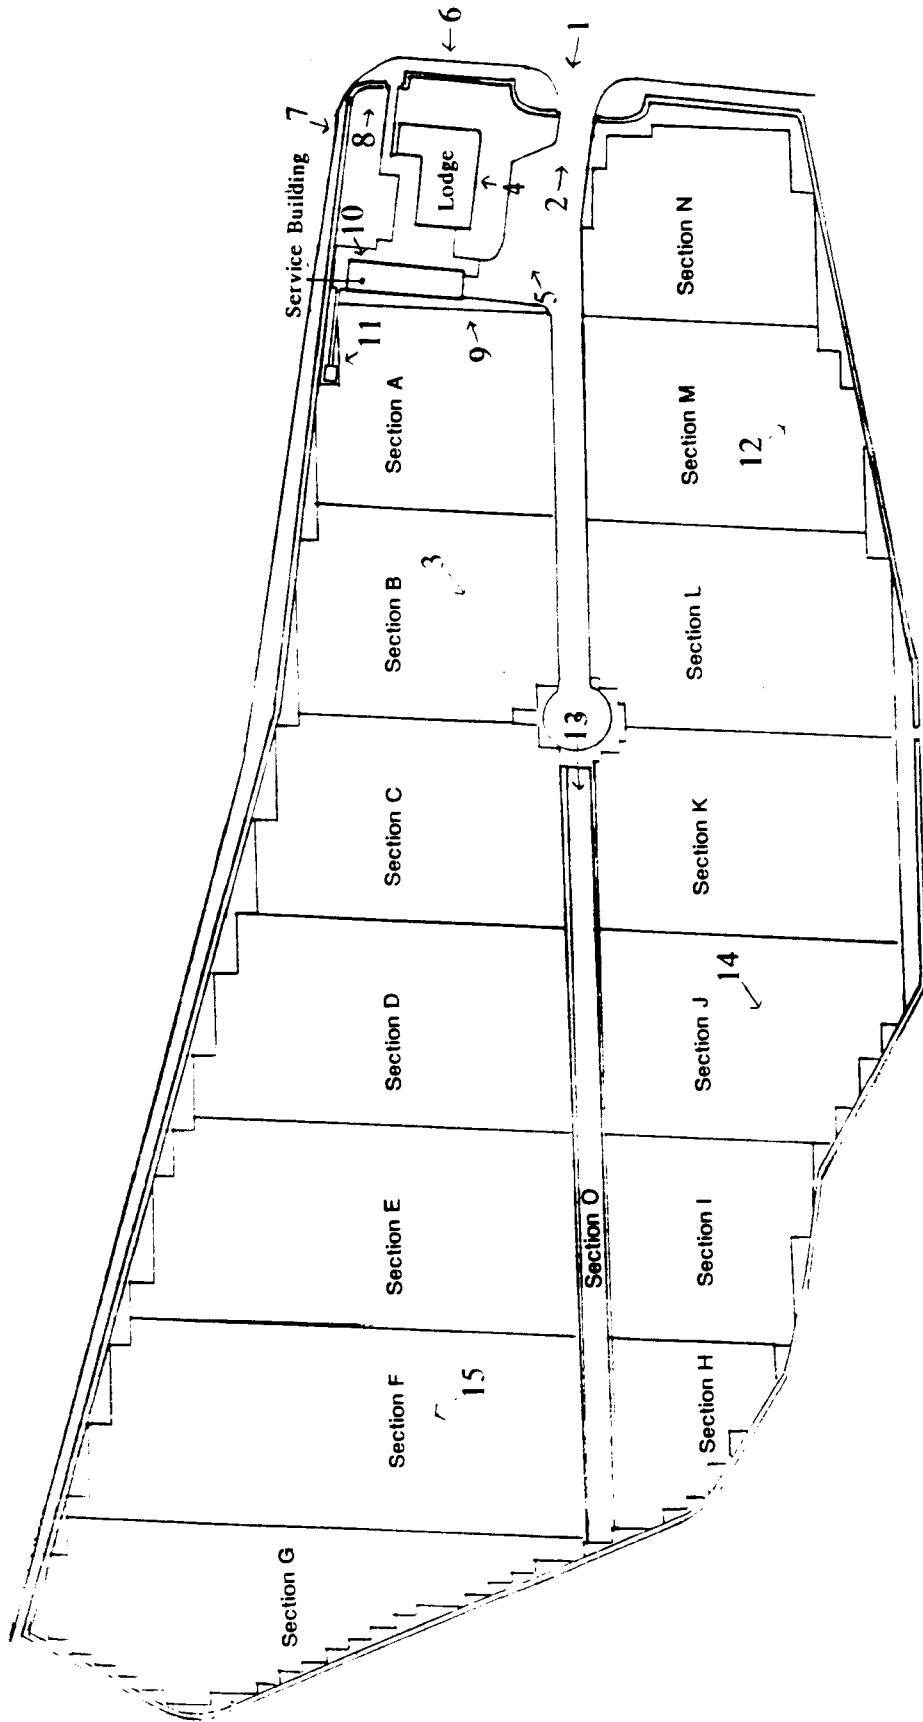 6
1
7
8
Service Building
10
Lodge
4
2
5
11
9
Section N
Section A
Section M
12
3
Section B
Section L
13
Section C
Section K
14
Section D
Section J
Section E
Section O
Section I
15
Section F
Section H
Section G